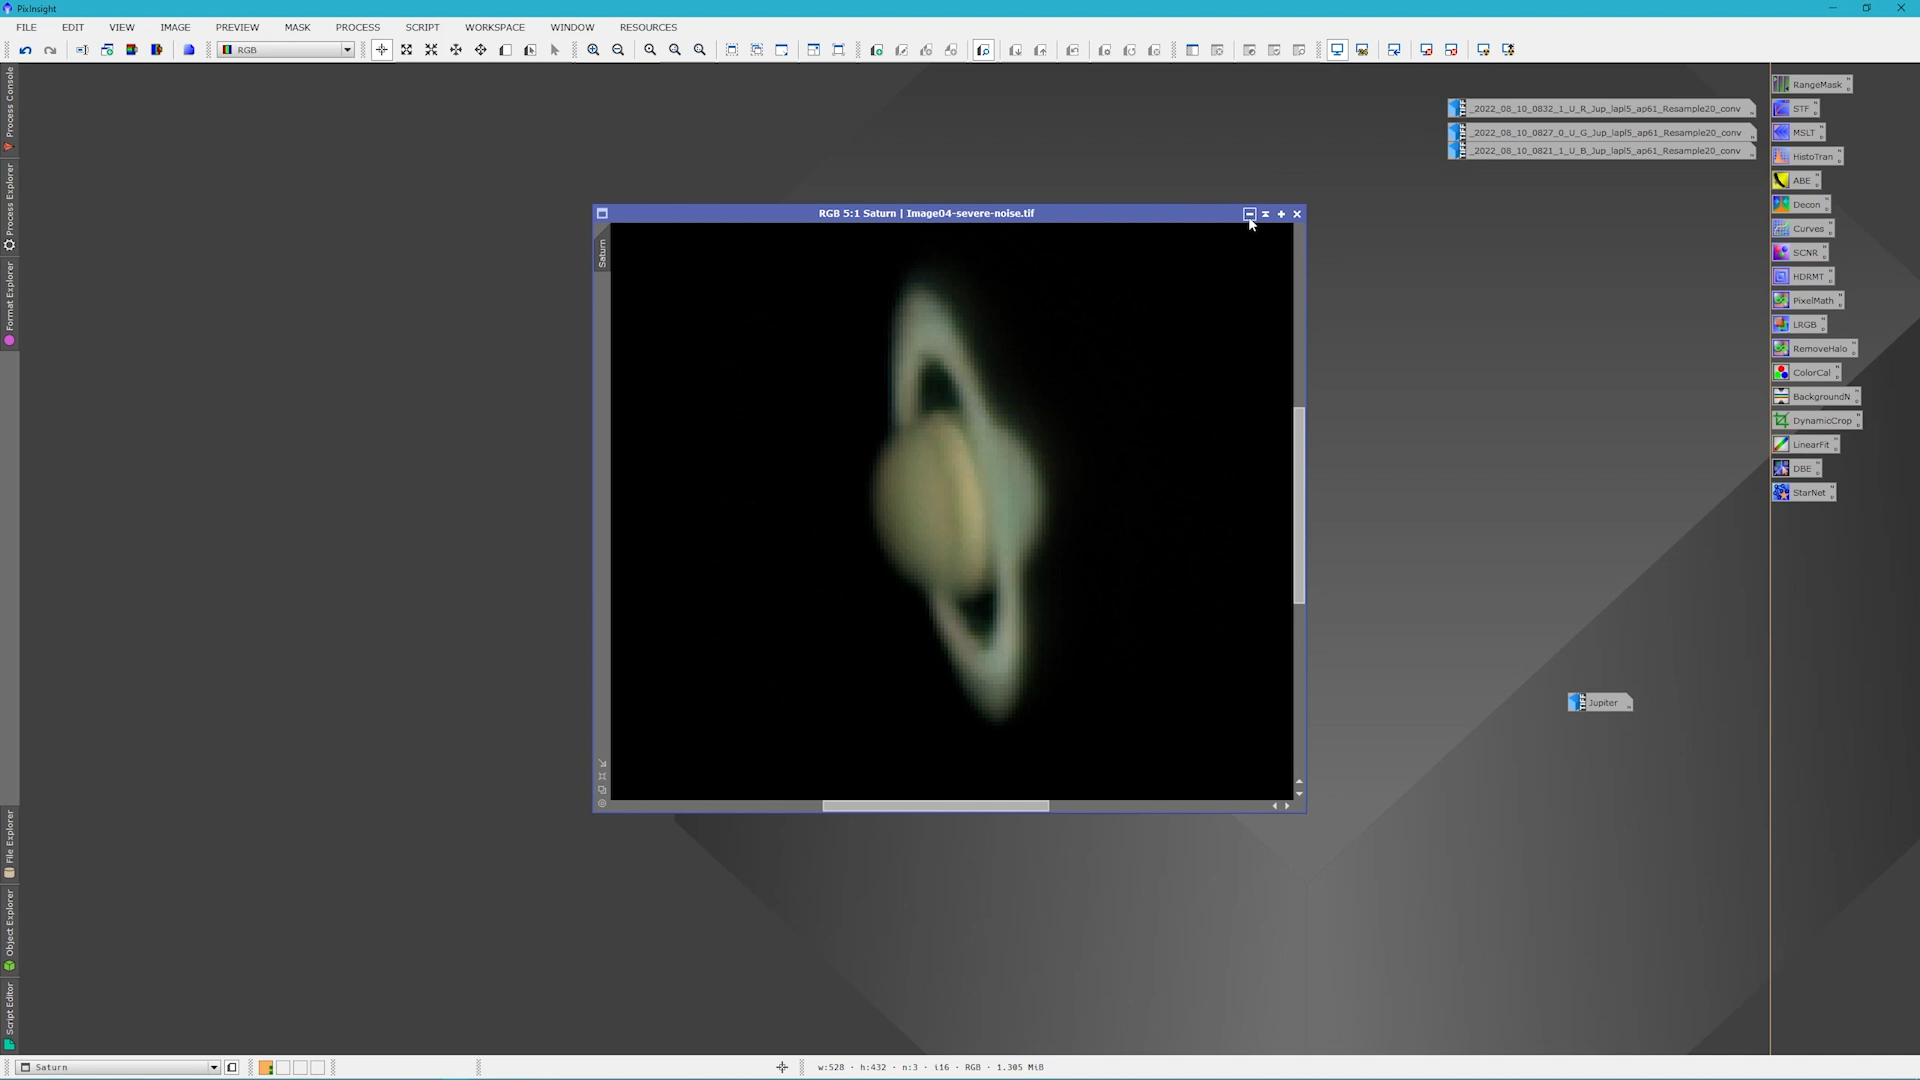 PixInsight
FILE EDIT VIEW IMAGE PREVIEW MASK PROCESS SCRIPT WORKSPACE WINDOW RESOURCES
RGB
Process Console
Process Explorer
Format Explorer
File Explorer
Object Explorer
Script Editor
_2022_08_10_0832_1_U_R_Jup_lapl5_ap61_Resample20_conv
_2022_08_10_0827_0_U_G_Jup_lapl5_ap61_Resample20_conv
_2022_08_10_0821_1_U_B_Jup_lapl5_ap61_Resample20_conv
RGB 5:1 Saturn | Image04-severe-noise.tif
Saturn
Jupiter
RangeMask
STF
MSLT
HistoTran
ABE
Decon
Curves
SCNR
HDRMT
PixelMath
LRGB
RemoveHalo
ColorCal
BackgroundN
DynamicCrop
LinearFit
DBE
StarNet
Saturn
w:528 · h:432 · n:3 · i16 · RGB · 1.305 MiB